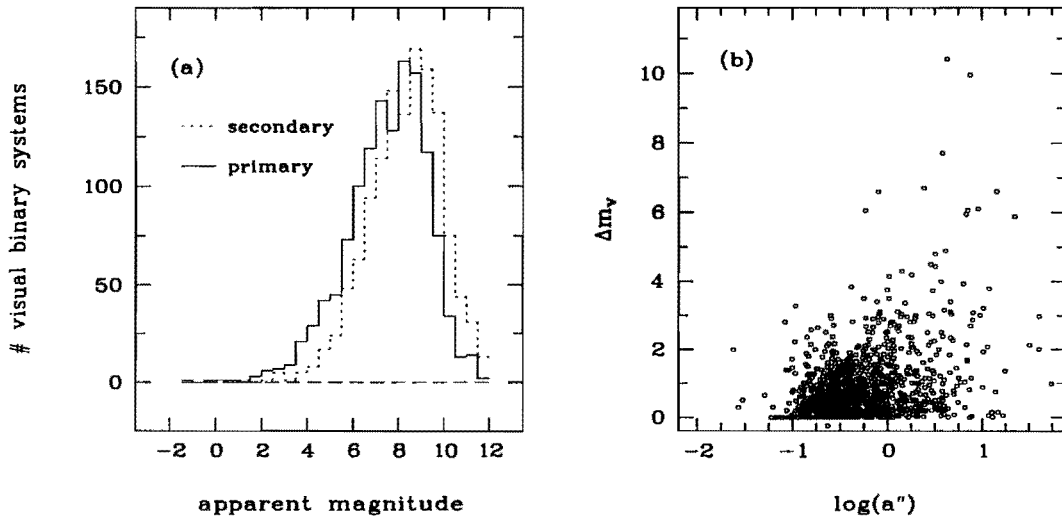 (a)
secondary
primary
# visual binary systems
150
100
50
0
-2 0 2 4 6 8 10 12
apparent magnitude
(b)
Δmv
10
8
6
4
2
0
-2 -1 0 1
log(a")